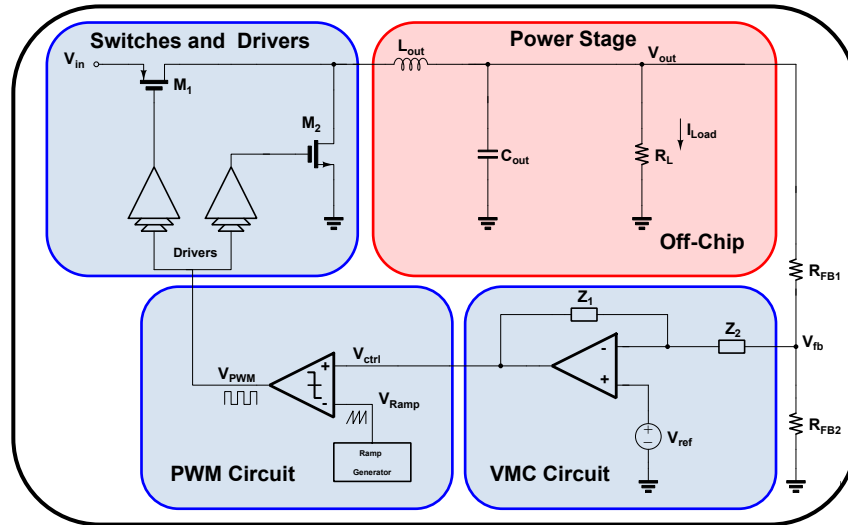 Switches and Drivers
Power Stage
Vin
M1
M2
Lout
Vout
Cout
RL
ILoad
Drivers
Off-Chip
RFB1
Z1
Z2
Vfb
Vctrl
VPWM
+
-
VRamp
-
+
Vref
RFB2
Ramp
Generator
PWM Circuit
VMC Circuit